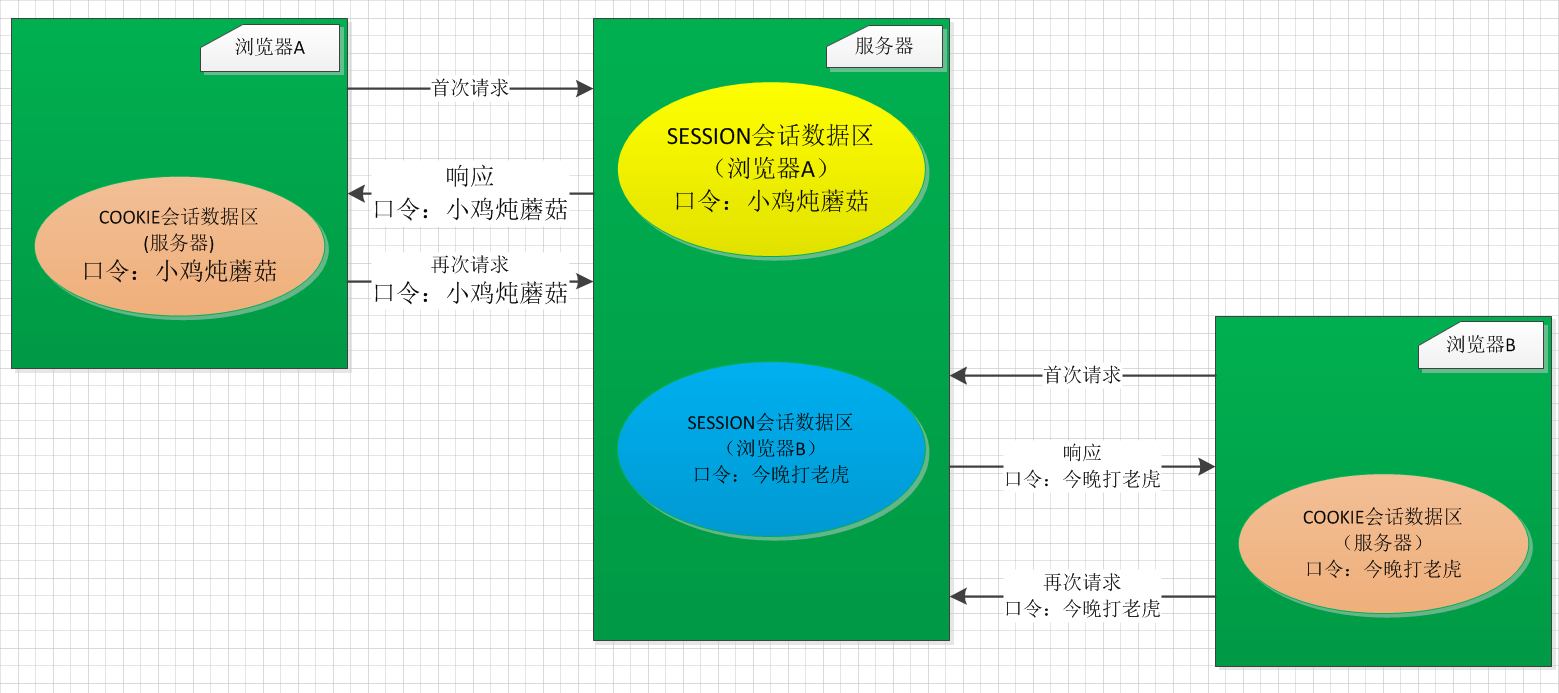 浏览器A
首次请求
响应
口令：小鸡炖蘑菇
再次请求
口令：小鸡炖蘑菇
COOKIE会话数据区
(服务器)
口令：小鸡炖蘑菇
服务器
SESSION会话数据区
（浏览器A）
口令：小鸡炖蘑菇
SESSION会话数据区
（浏览器B）
口令：今晚打老虎
浏览器B
首次请求
响应
口令：今晚打老虎
再次请求
口令：今晚打老虎
COOKIE会话数据区
（服务器）
口令：今晚打老虎